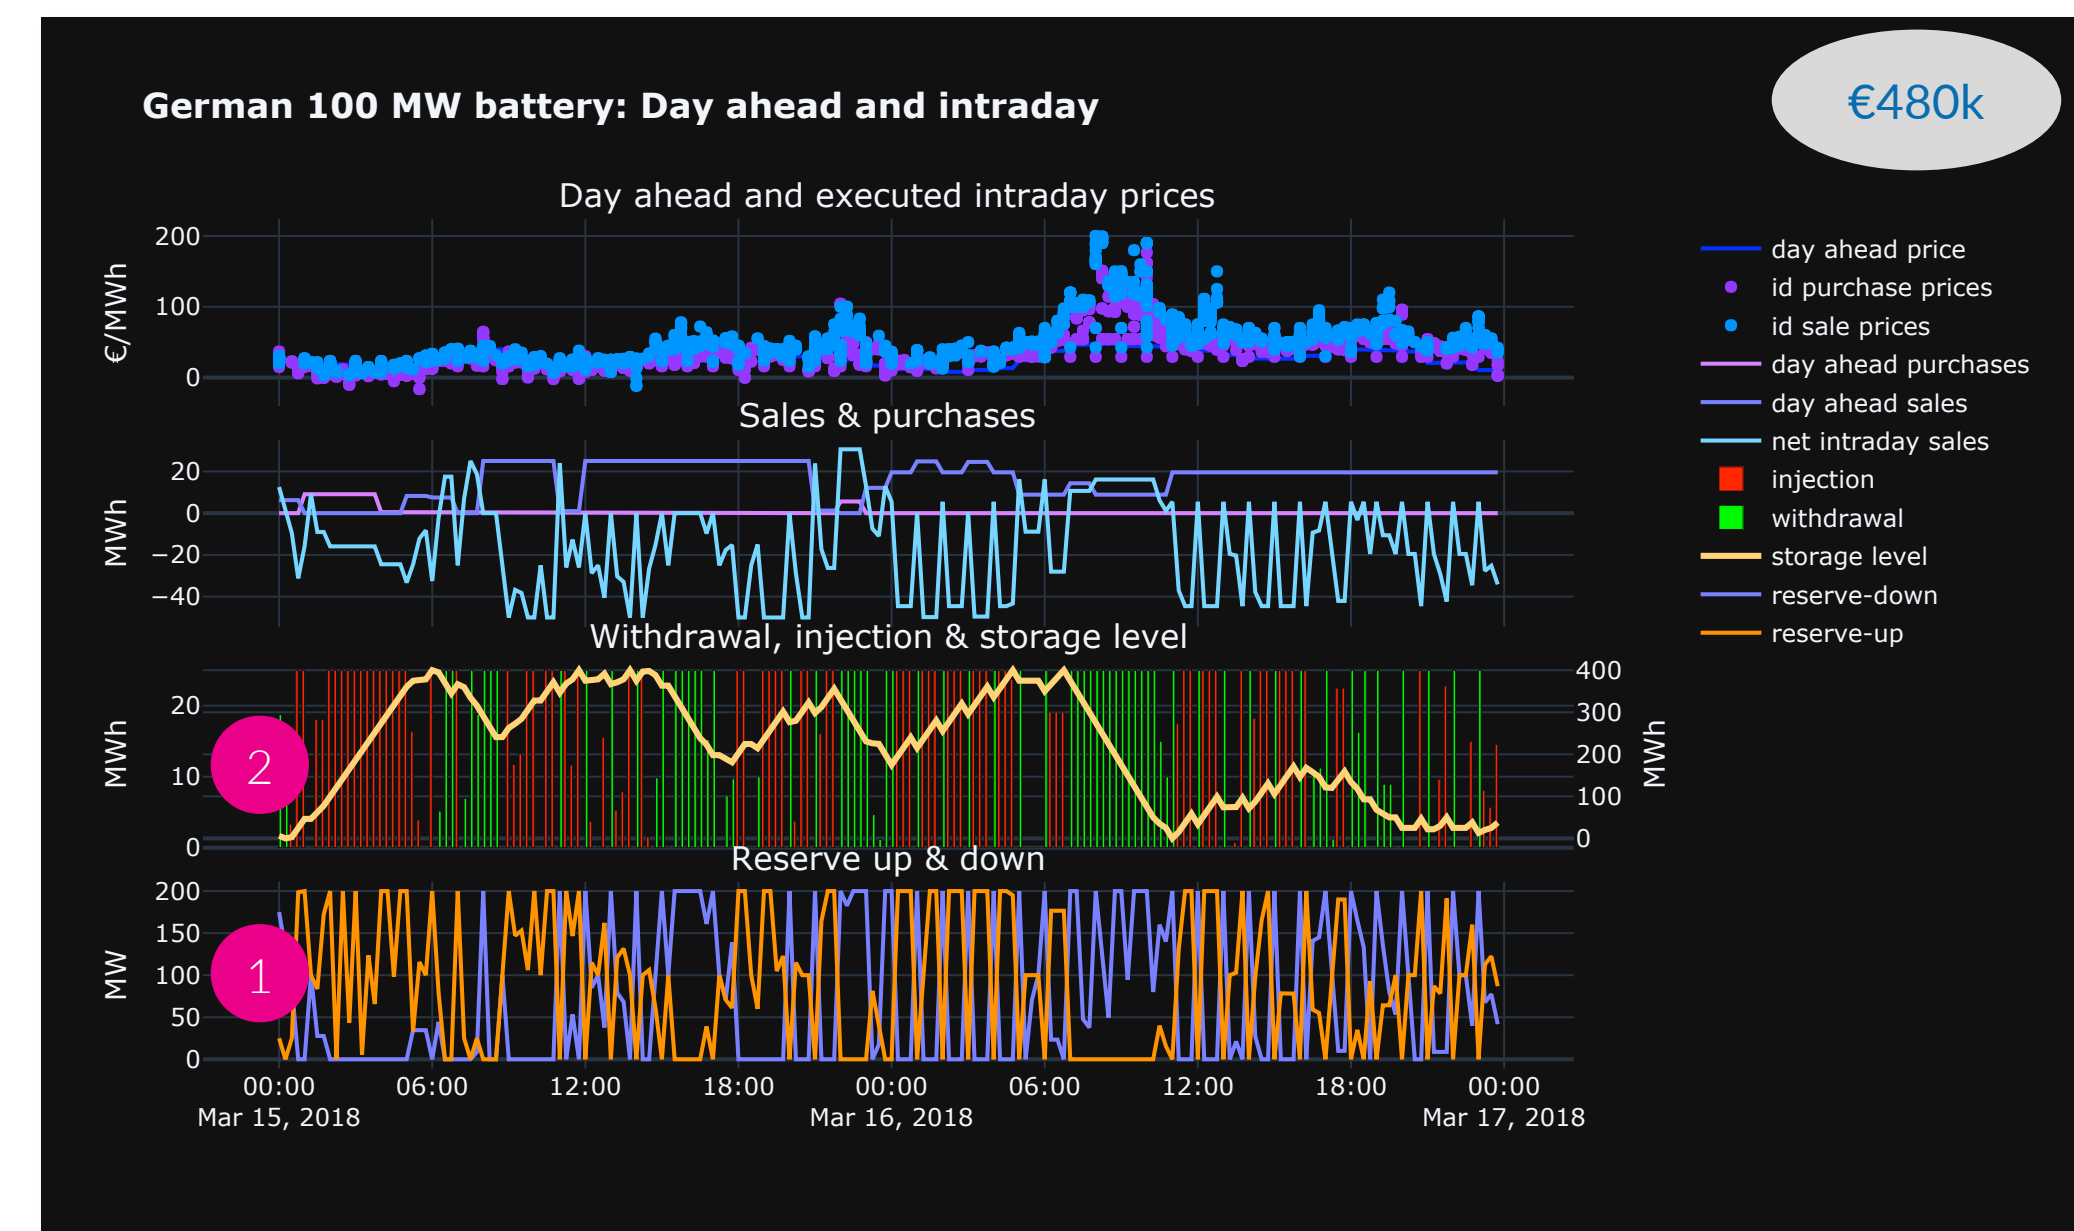 €480k
German 100 MW battery: Day ahead and intraday
Day ahead and executed intraday prices
200
100
0
€/MWh
day ahead price
id purchase prices
id sale prices
day ahead purchases
day ahead sales
net intraday sales
injection
withdrawal
storage level
reserve-down
reserve-up
Sales & purchases
20
0
−20
−40
MWh
Withdrawal, injection & storage level
20
10
0
MWh
400
300
200
100
0
MWh
2
Reserve up & down
200
150
100
50
0
MW
1
00:00 06:00 12:00 18:00 00:00 06:00 12:00 18:00 00:00
Mar 15, 2018 Mar 16, 2018 Mar 17, 2018